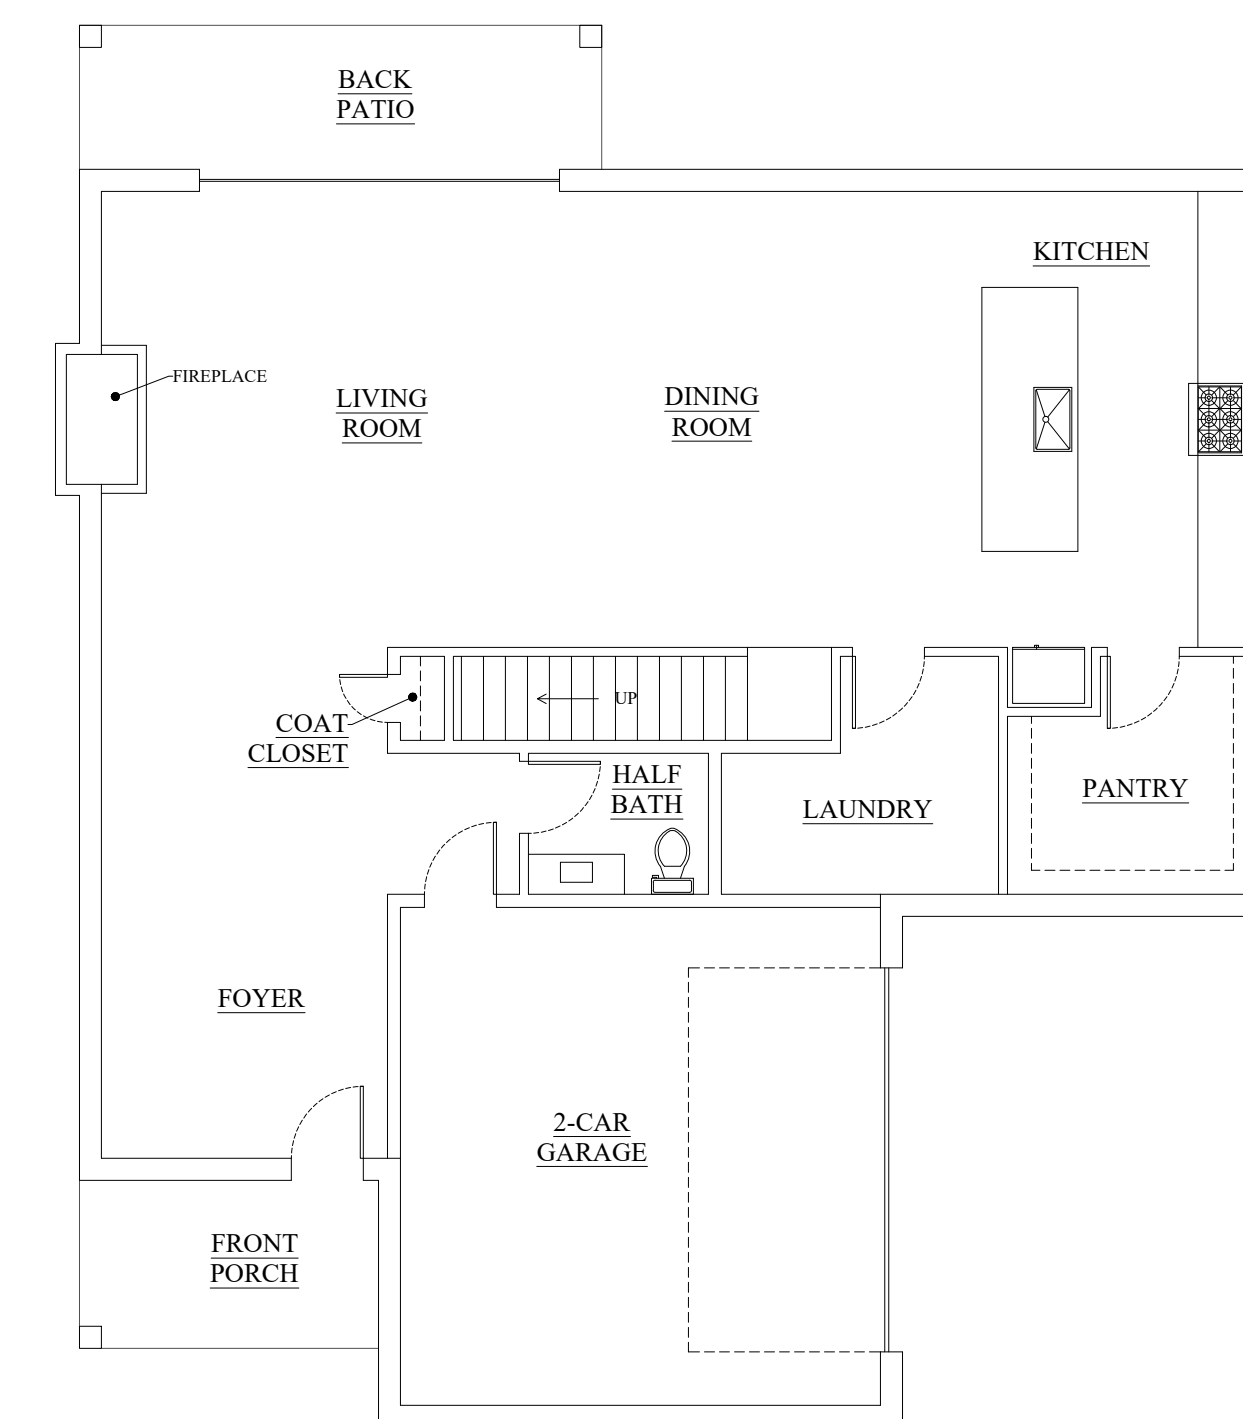 BACK
PATIO
KITCHEN
FIREPLACE
LIVING
ROOM
DINING
ROOM
UP
COAT
CLOSET
HALF
BATH
LAUNDRY
PANTRY
FOYER
2-CAR
GARAGE
FRONT
PORCH